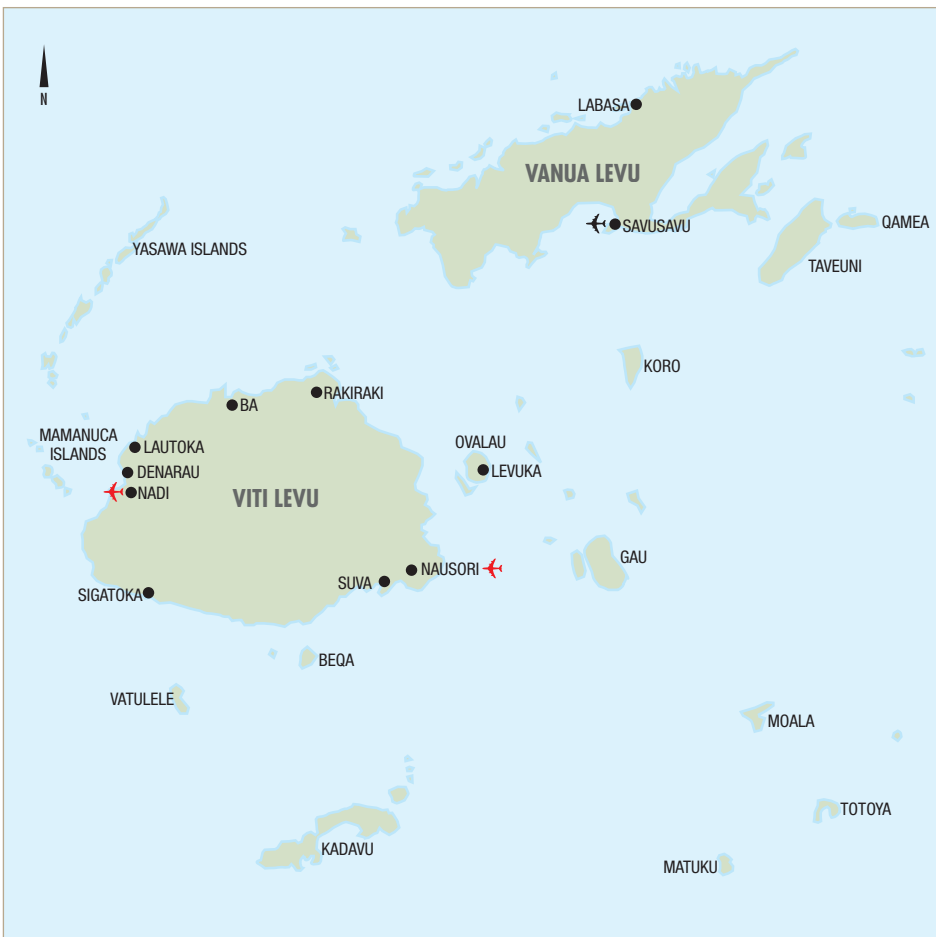 N
LABASA
VANUA LEVU
SAVUSAVU
QAMEA
YASAWA ISLANDS
TAVEUNI
KORO
RAKIRAKI
BA
MAMANUCA
ISLANDS
LAUTOKA
OVALAU
DENARAU
LEVUKA
NADI
VITI LEVU
GAU
NAUSORI
SUVA
SIGATOKA
BEQA
VATULELE
MOALA
TOTOYA
KADAVU
MATUKU